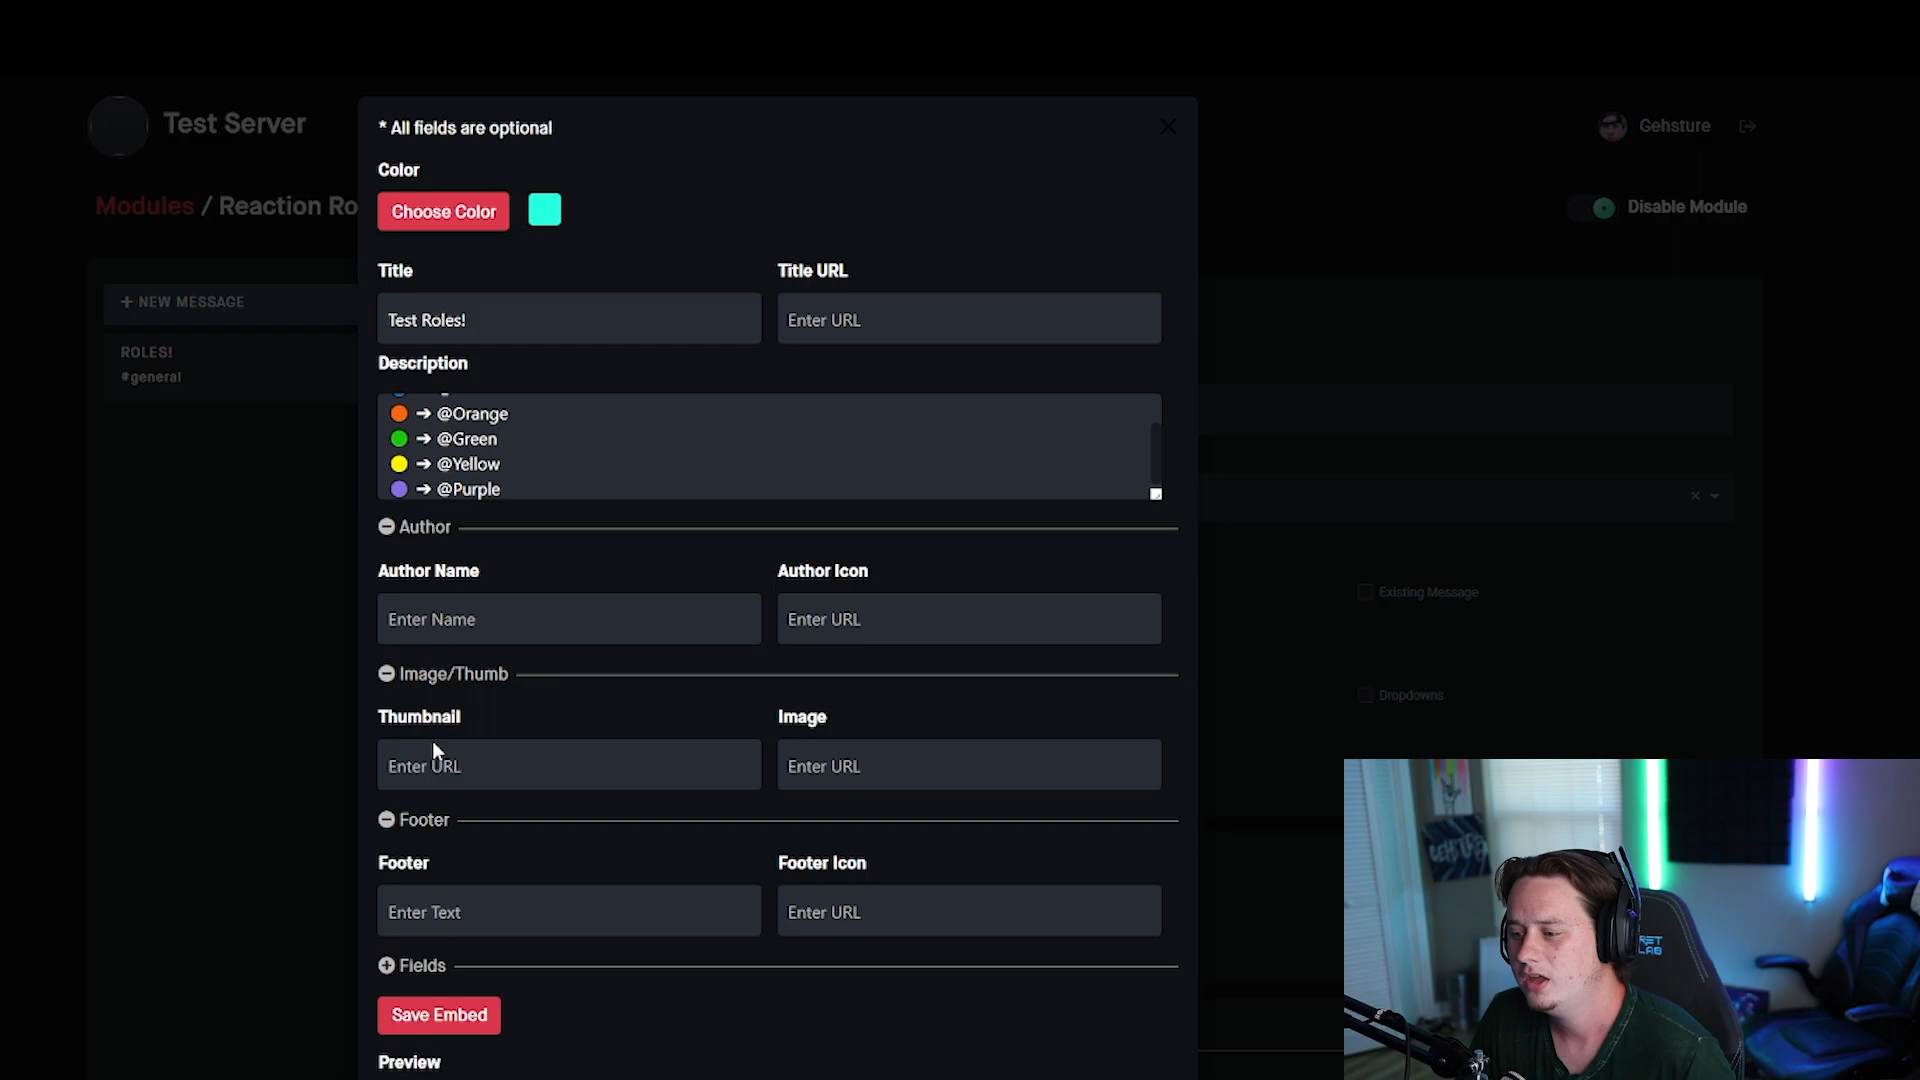 * All fields are optional
Test Server
Gehsture
Color
Modules / Reaction Ro
Choose Color
Disable Module
Title
Title URL
+ NEW MESSAGE
Test Roles!
Enter URL
ROLES!
#general
Description
→ @Orange
→ @Green
→ @Yellow
→ @Purple
Author
Author Name
Author Icon
Enter Name
Enter URL
Existing Message
Image/Thumb
Dropdowns
Thumbnail
Image
Enter URL
Enter URL
Footer
Footer
Footer Icon
Enter Text
Enter URL
Fields
Save Embed
Preview